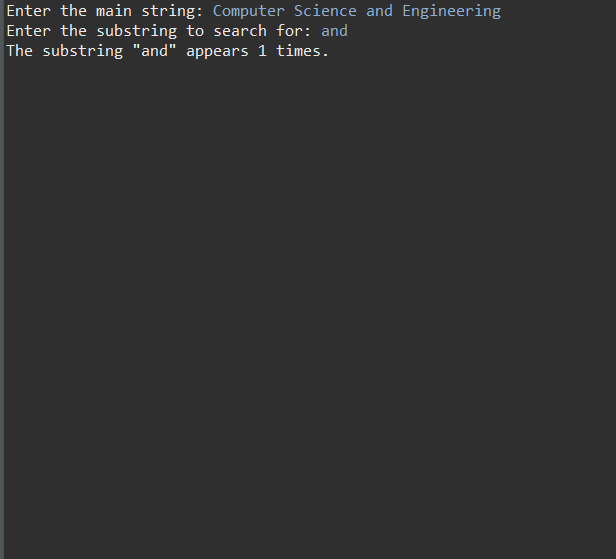 Enter the main string: Computer Science and Engineering
Enter the substring to search for: and
The substring "and" appears 1 times.